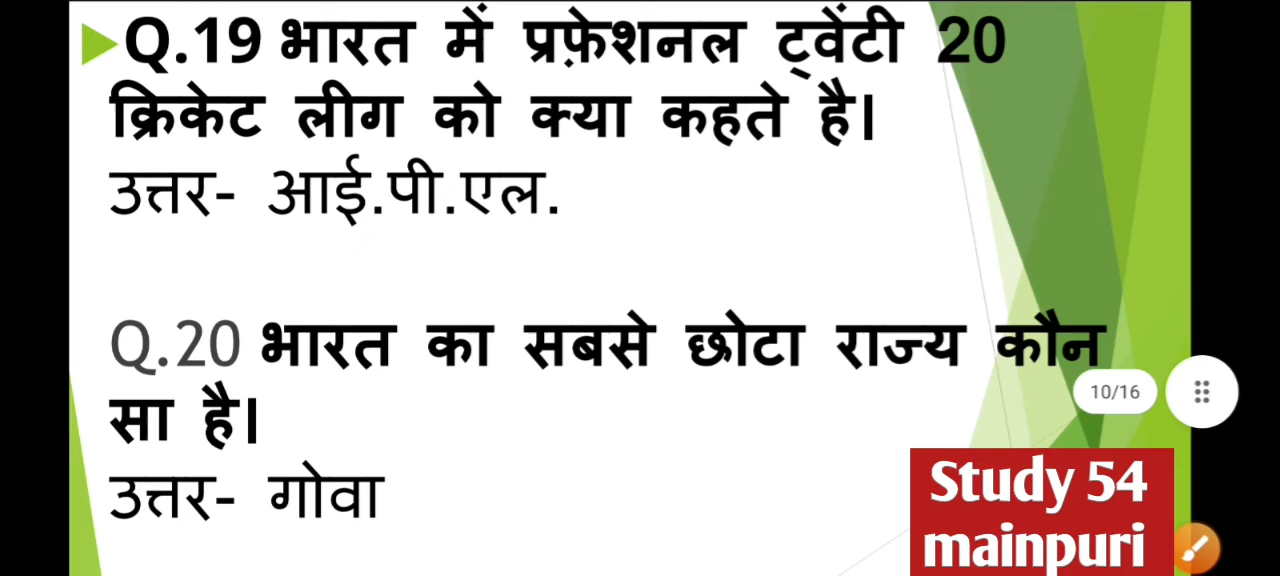 Q.19 भारत में प्रफ़ेशनल ट्वेंटी 20
क्रिकेट लीग को क्या कहते है।
उत्तर- आई.पी.एल.
Q.20 भारत का सबसे छोटा राज्य कौन
सा है।
उत्तर- गोवा
10/16
Study 54
mainpuri